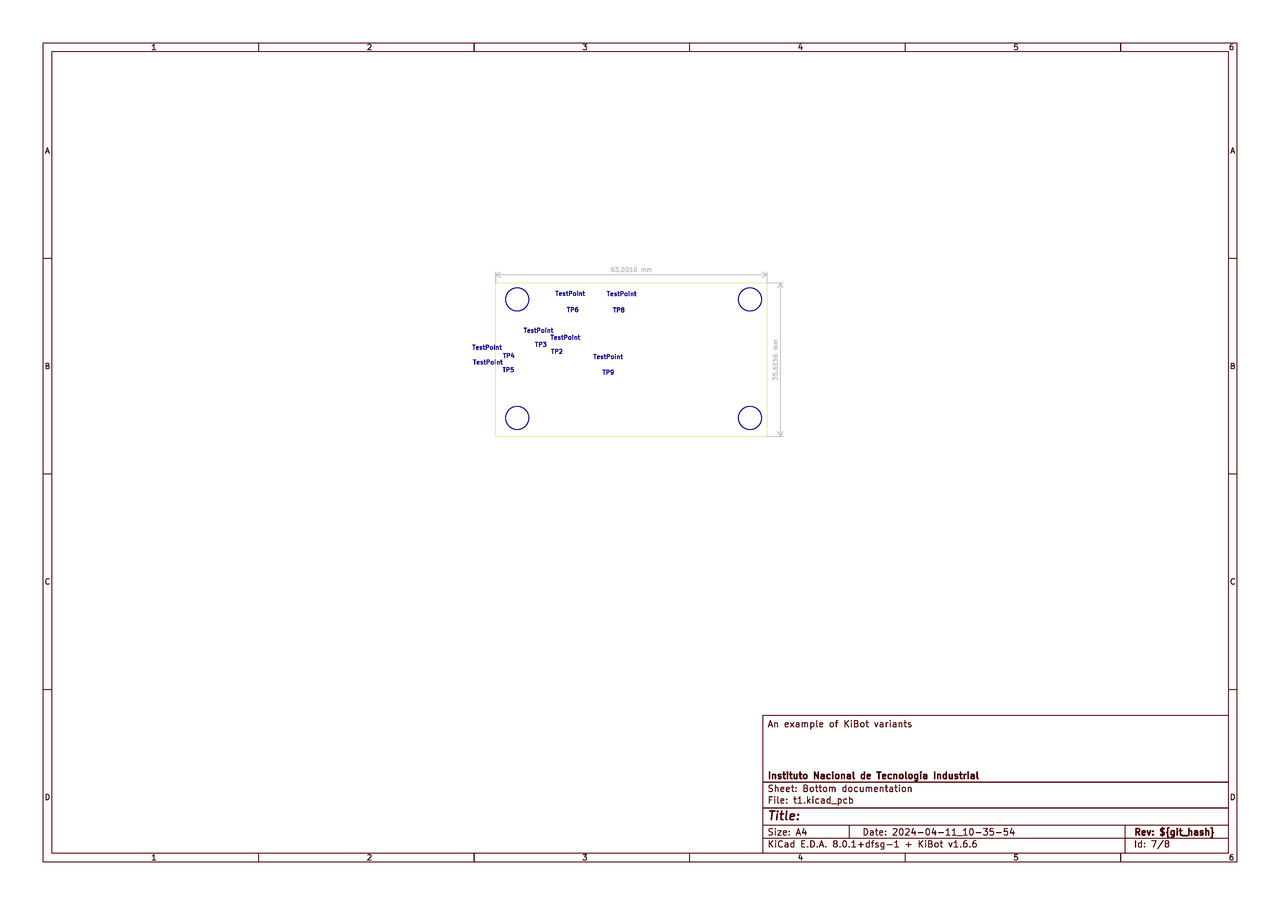 1 2 3 4 5 6
A A
63.0010 mm
TestPoint TestPoint
TP6 TP8
TestPoint
TestPoint
TP3
TestPoint
TP2
TP4
TestPoint
TestPoint
B B
35.6156 mm
TP5
TP9
C C
An example of KiBot variants
Instituto Nacional de Tecnología Industrial
Sheet: Bottom documentation
D D
File: t1.kicad_pcb
Title:
Size: A4 Date: 2024-04-11_10-35-54 Rev: ${git_hash}
KiCad E.D.A. 8.0.1+dfsg-1 + KiBot v1.6.6 Id: 7/8
1 2 3 4 5 6